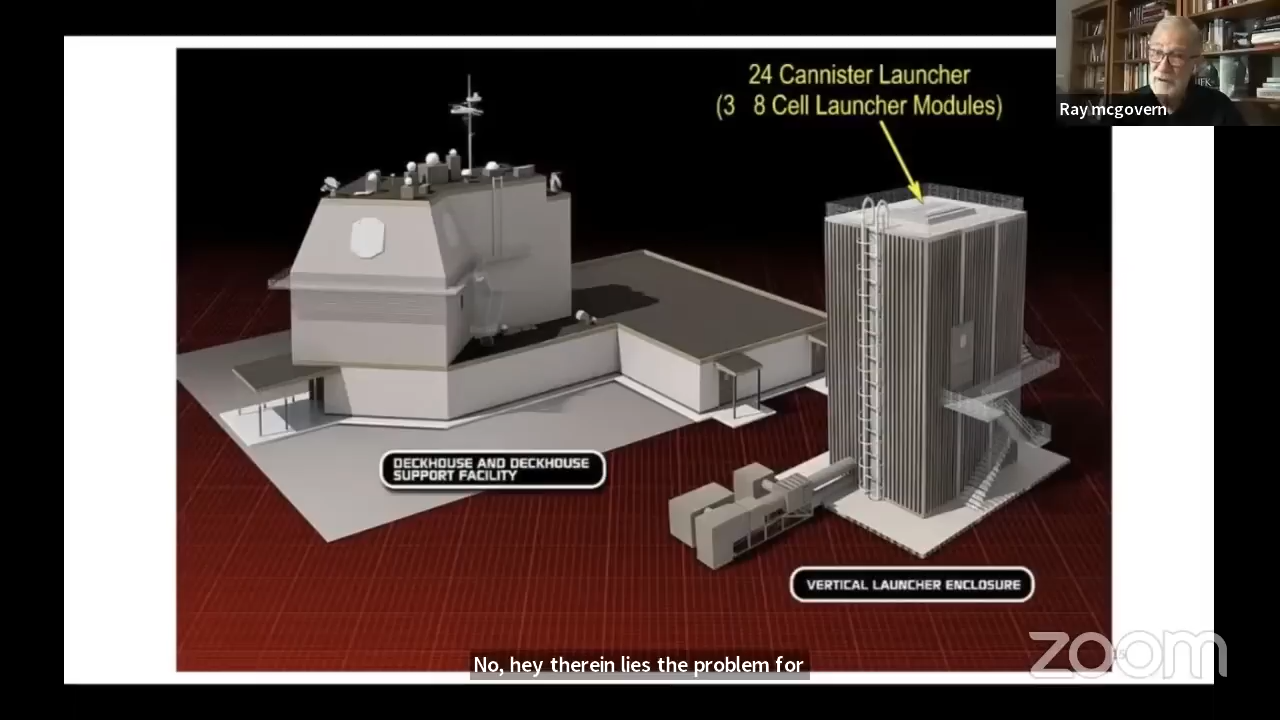 24 Cannister Launcher
(3 8 Cell Launcher Modules)
Ray mcgovern
DECKHOUSE AND DECKHOUSE
SUPPORT FACILITY
VERTICAL LAUNCHER ENCLOSURE
No, hey therein lies the problem for
zoom